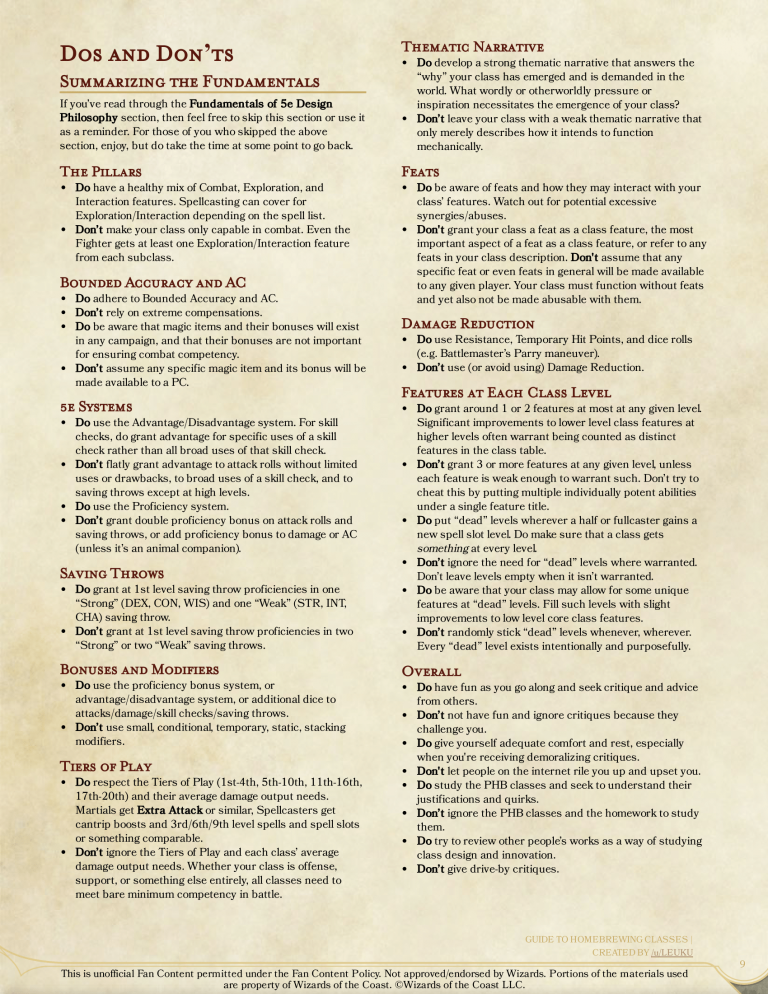 Dos and Don'ts
Summarizing the Fundamentals
If you've read through the Fundamentals of 5e Design
Philosophy section, then feel free to skip this section or use it
as a reminder. For those of you who skipped the above
section, enjoy, but do take the time at some point to go back.
The Pillars
• Do have a healthy mix of Combat, Exploration, and
Interaction features. Spellcasting can cover for
Exploration/Interaction depending on the spell list.
• Don't make your class only capable in combat. Even the
Fighter gets at least one Exploration/Interaction feature
from each subclass.
Bounded Accuracy and AC
• Do adhere to Bounded Accuracy and AC.
• Don't rely on extreme compensations.
• Do be aware that magic items and their bonuses will exist
in any campaign, and that their bonuses are not important
for ensuring combat competency.
• Don't assume any specific magic item and its bonus will be
made available to a PC.
5e Systems
• Do use the Advantage/Disadvantage system. For skill
checks, do grant advantage for specific uses of a skill
check rather than all broad uses of that skill check.
• Don't flatly grant advantage to attack rolls without limited
uses or drawbacks, to broad uses of a skill check, and to
saving throws except at high levels.
• Do use the Proficiency system.
• Don't grant double proficiency bonus on attack rolls and
saving throws, or add proficiency bonus to damage or AC
(unless it's an animal companion).
Saving Throws
• Do grant at 1st level saving throw proficiencies in one
"Strong" (DEX, CON, WIS) and one "Weak" (STR, INT,
CHA) saving throw.
• Don't grant at 1st level saving throw proficiencies in two
"Strong" or two "Weak" saving throws.
Bonuses and Modifiers
• Do use the proficiency bonus system, or
advantage/disadvantage system, or additional dice to
attacks/damage/skill checks/saving throws.
• Don't use small, conditional, temporary, static, stacking
modifiers.
Tiers of Play
• Do respect the Tiers of Play (1st-4th, 5th-10th, 11th-16th,
17th-20th) and their average damage output needs.
Martials get Extra Attack or similar, Spellcasters get
cantrip boosts and 3rd/6th/9th level spells and spell slots
or something comparable.
• Don't ignore the Tiers of Play and each class' average
damage output needs. Whether your class is offense,
support, or something else entirely, all classes need to
meet bare minimum competency in battle.
Thematic Narrative
• Do develop a strong thematic narrative that answers the
"why" your class has emerged and is demanded in the
world. What wordly or otherworldly pressure or
inspiration necessitates the emergence of your class?
• Don't leave your class with a weak thematic narrative that
only merely describes how it intends to function
mechanically.
Feats
• Do be aware of feats and how they may interact with your
class' features. Watch out for potential excessive
synergies/abuses.
• Don't grant your class a feat as a class feature, the most
important aspect of a feat as a class feature, or refer to any
feats in your class description. Don't assume that any
specific feat or even feats in general will be made available
to any given player. Your class must function without feats
and yet also not be made abusable with them.
Damage Reduction
• Do use Resistance, Temporary Hit Points, and dice rolls
(e.g. Battlemaster's Parry maneuver).
• Don't use (or avoid using) Damage Reduction.
Features at Each Class Level
• Do grant around 1 or 2 features at most at any given level.
Significant improvements to lower level class features at
higher levels often warrant being counted as distinct
features in the class table.
• Don't grant 3 or more features at any given level, unless
each feature is weak enough to warrant such. Don't try to
cheat this by putting multiple individually potent abilities
under a single feature title.
• Do put "dead" levels wherever a half or fullcaster gains a
new spell slot level. Do make sure that a class gets
something at every level.
• Don't ignore the need for "dead" levels where warranted.
Don't leave levels empty when it isn't warranted.
• Do be aware that your class may allow for some unique
features at "dead" levels. Fill such levels with slight
improvements to low level core class features.
• Don't randomly stick "dead" levels whenever, wherever.
Every "dead" level exists intentionally and purposefully.
Overall
• Do have fun as you go along and seek critique and advice
from others.
• Don't not have fun and ignore critiques because they
challenge you.
• Do give yourself adequate comfort and rest, especially
when you're receiving demoralizing critiques.
• Don't let people on the internet rile you up and upset you.
• Do study the PHB classes and seek to understand their
justifications and quirks.
• Don't ignore the PHB classes and the homework to study
them.
• Do try to review other people's works as a way of studying
class design and innovation.
• Don't give drive-by critiques.
GUIDE TO HOMEBREWING CLASSES |
CREATED BY /u/LEUKU
9
This is unofficial Fan Content permitted under the Fan Content Policy. Not approved/endorsed by Wizards. Portions of the materials used
are property of Wizards of the Coast. ©Wizards of the Coast LLC.